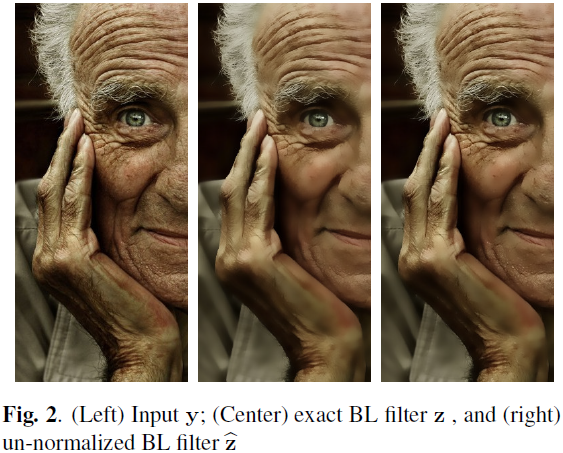 Fig. 2. (Left) Input y; (Center) exact BL filter z , and (right)
un-normalized BL filter ẑ